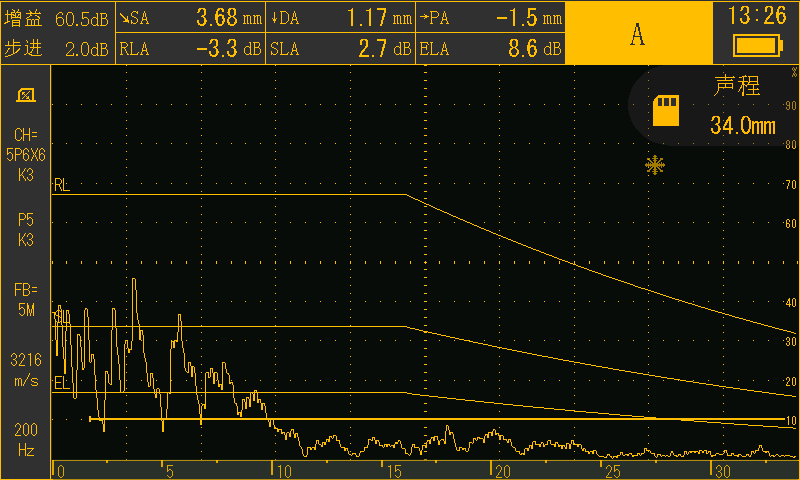 增益 60.5dB ↘SA 3.68 mm ↓DA 1.17 mm →PA -1.5 mm A 13:26
步进 2.0dB RLA -3.3 dB SLA 2.7 dB ELA 8.6 dB
%
声程
34.0mm
90
CH=
5P6X6
K3
80
RL
70
P5
K3
60
FB=
5M
40
SL
30
3216
m/s
EL
20
10
200
Hz
0 5 10 15 20 25 30